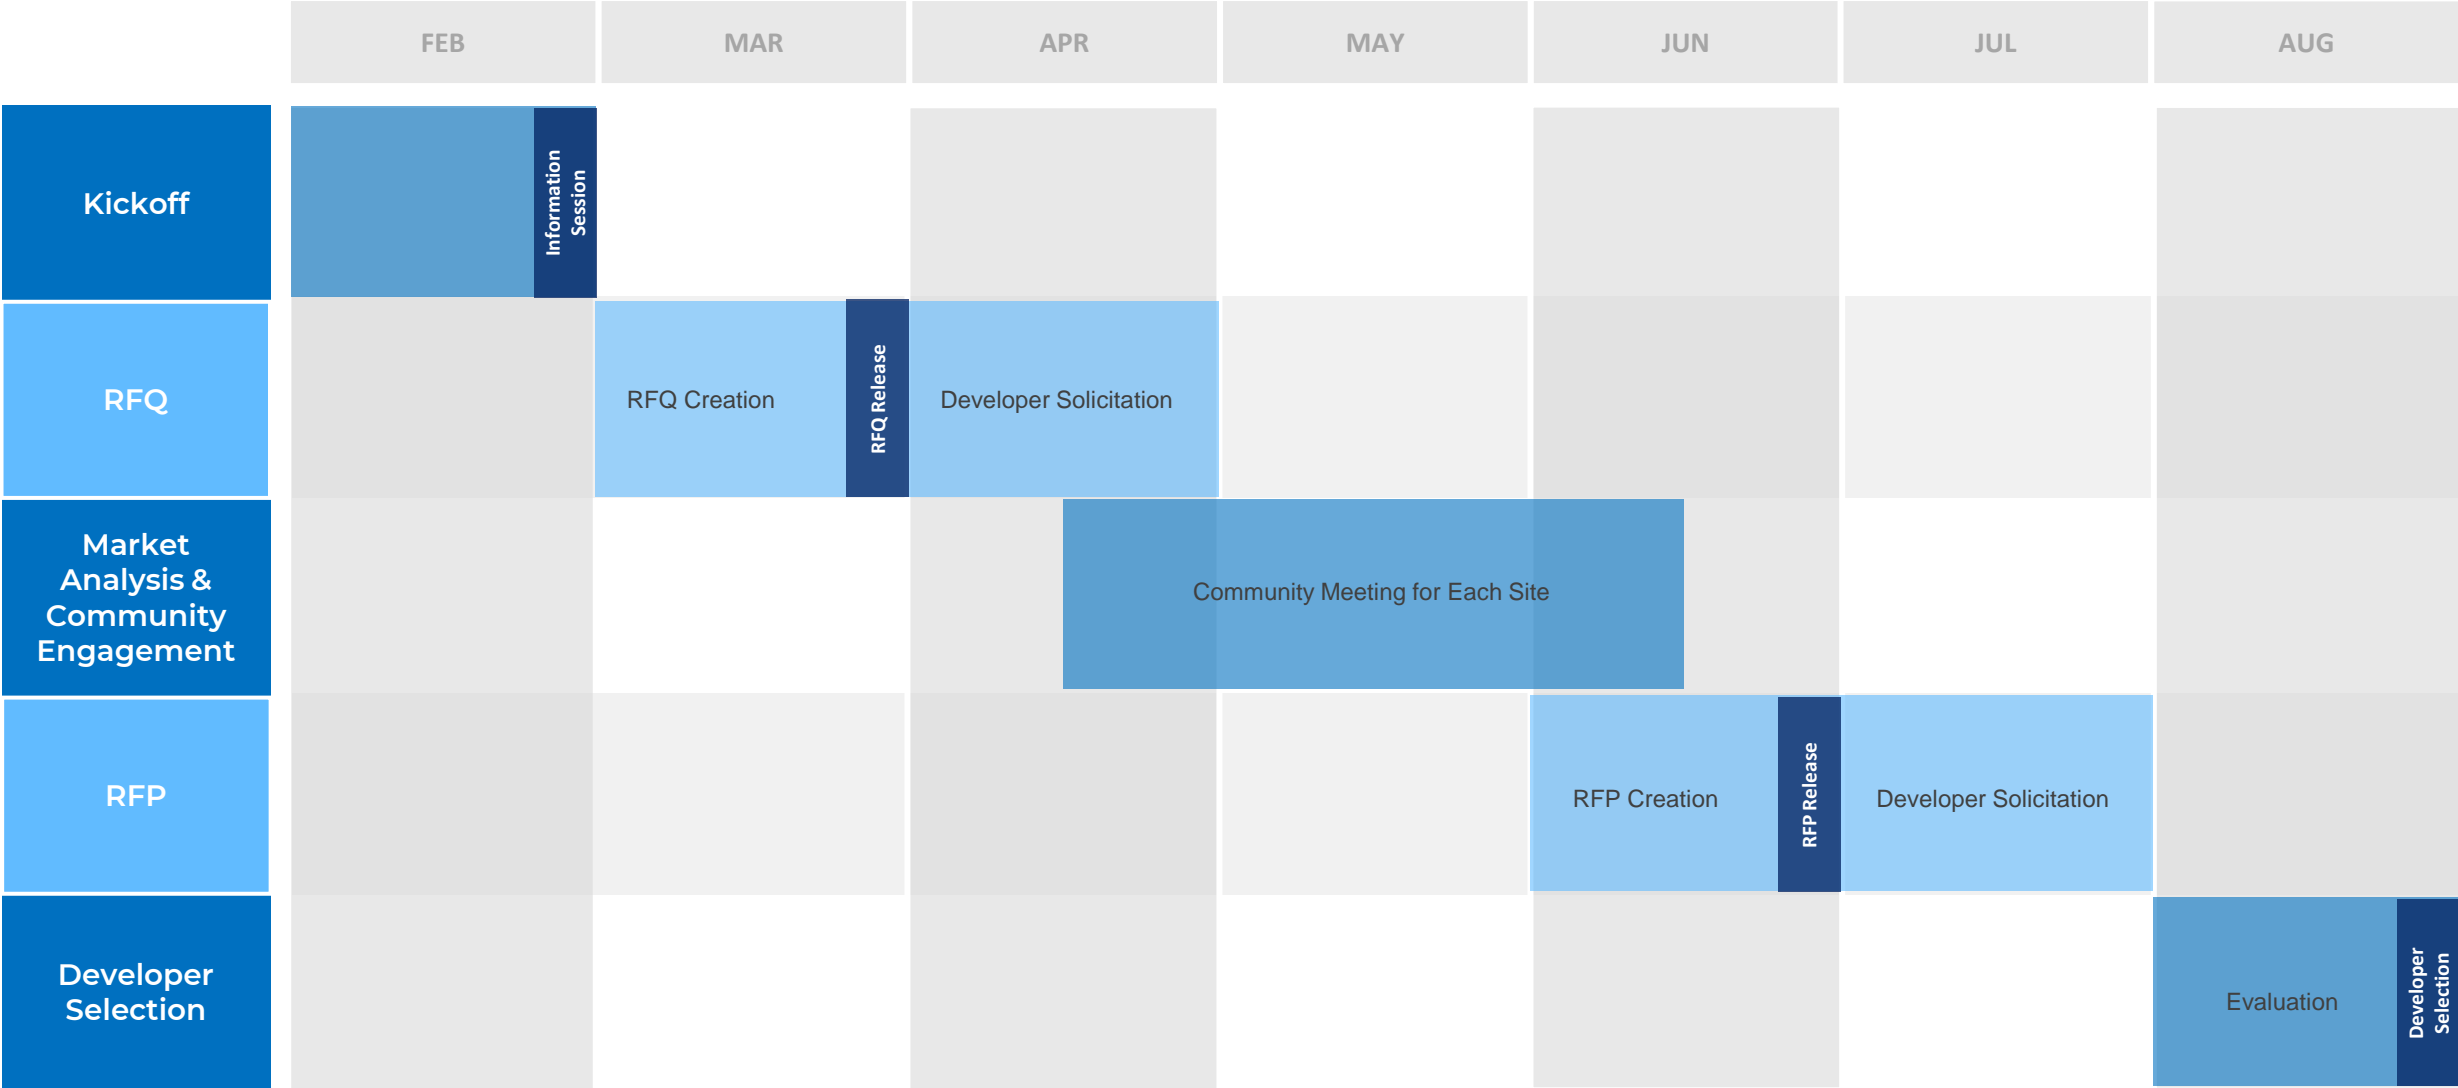 FEB MAR APR MAY JUN JUL AUG
Kickoff
Information
Session
RFQ
RFQ Creation
RFQ Release
Developer Solicitation
Market
Analysis &
Community
Engagement
Community Meeting for Each Site
RFP
RFP Creation
RFP Release
Developer Solicitation
Developer
Selection
Evaluation
Developer
Selection